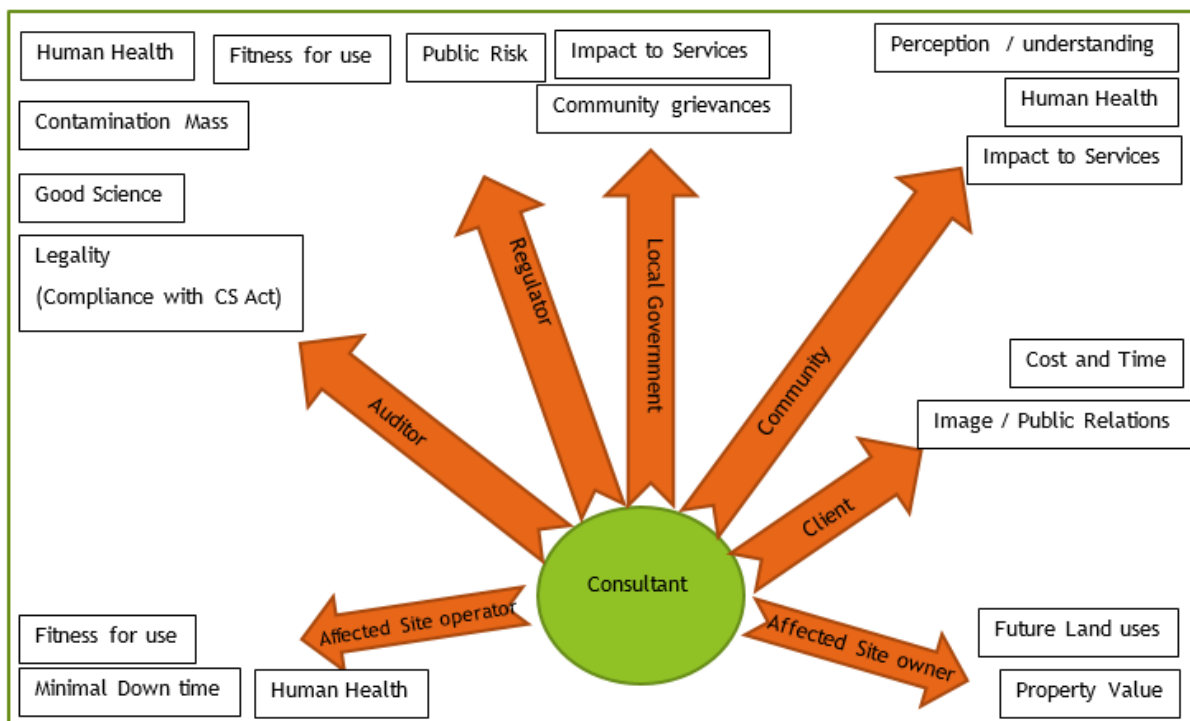 Human Health
Fitness for use
Public Risk
Impact to Services
Perception / understanding
Community grievances
Human Health
Contamination Mass
Impact to Services
Good Science
Legality
(Compliance with CS Act)
Regulator
Local Government
Community
Auditor
Cost and Time
Image / Public Relations
Client
Consultant
Affected Site operator
Affected Site owner
Fitness for use
Future Land uses
Minimal Down time
Human Health
Property Value